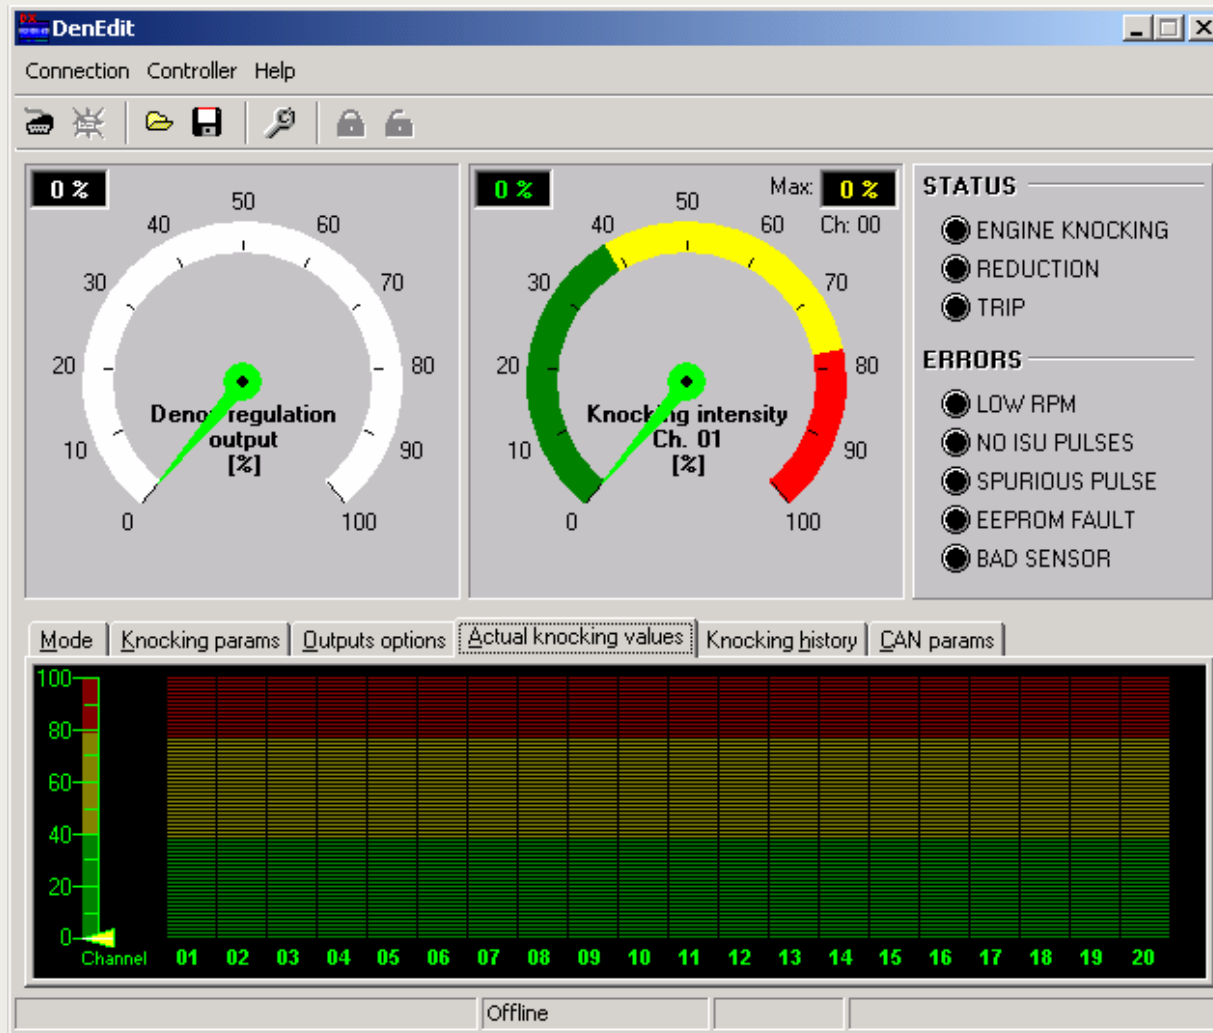 DenEdit
Connection Controller Help
0 %
50
40 60
30 70
20 80
10 90
0 100
Denox regulation
output
[%]
0 % Max: 0 %
Ch: 00
50
40 60
30 70
20 80
10 90
0 100
Knocking intensity
Ch. 01
[%]
STATUS
ENGINE KNOCKING
REDUCTION
TRIP
ERRORS
LOW RPM
NO ISU PULSES
SPURIOUS PULSE
EEPROM FAULT
BAD SENSOR
Mode Knocking params Outputs options Actual knocking values Knocking history CAN params
100
80
60
40
20
0
Channel 01 02 03 04 05 06 07 08 09 10 11 12 13 14 15 16 17 18 19 20
Offline